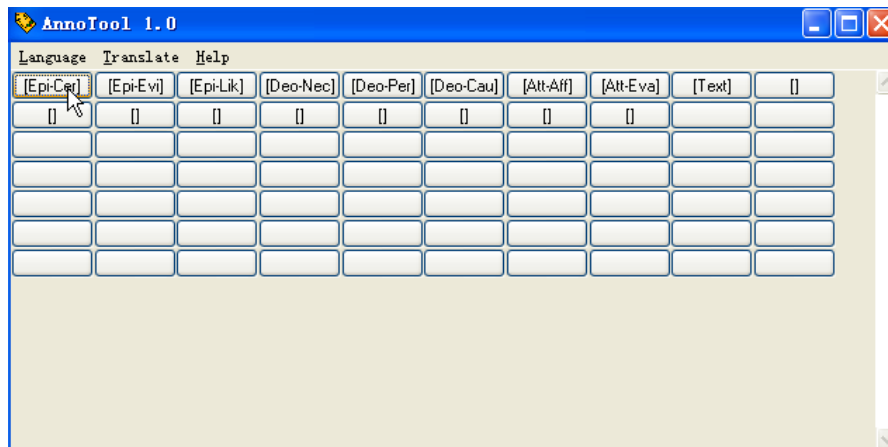 AnnoTool 1.0
Language Translate Help
[Epi-Cer] [Epi-Evi] [Epi-Lik] [Deo-Nec] [Deo-Per] [Deo-Cau] [Att-Aff] [Att-Eva] [Text] []
[] [] [] [] [] [] [] []